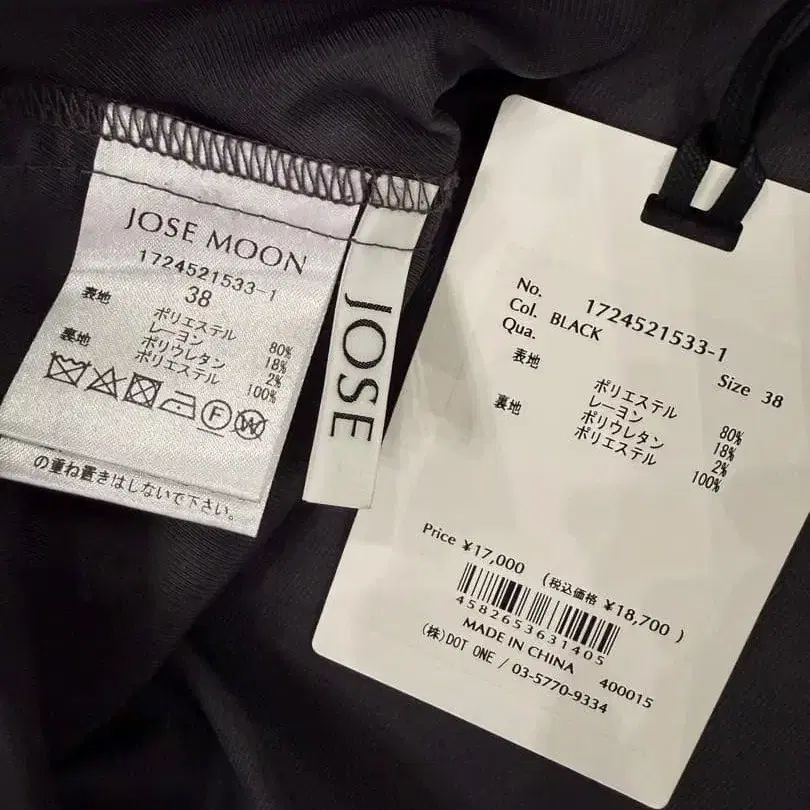 JOSE MOON
1724521533-1
38
表地
ポリエステル 80%
レーヨン 18%
ポリウレタン 2%
裏地
ポリエステル 100%
F
W
の重ね置きはしないで下さい。
JOSE
No. 1724521533-1
Col. BLACK
Size 38
Qua.
表地
ポリエステル 80%
レーヨン 18%
ポリウレタン 2%
裏地
ポリエステル 100%
Price ¥17,000 (税込価格 ¥18,700 )
4582653631405
MADE IN CHINA 400015
(株)DOT ONE / 03-5770-9334